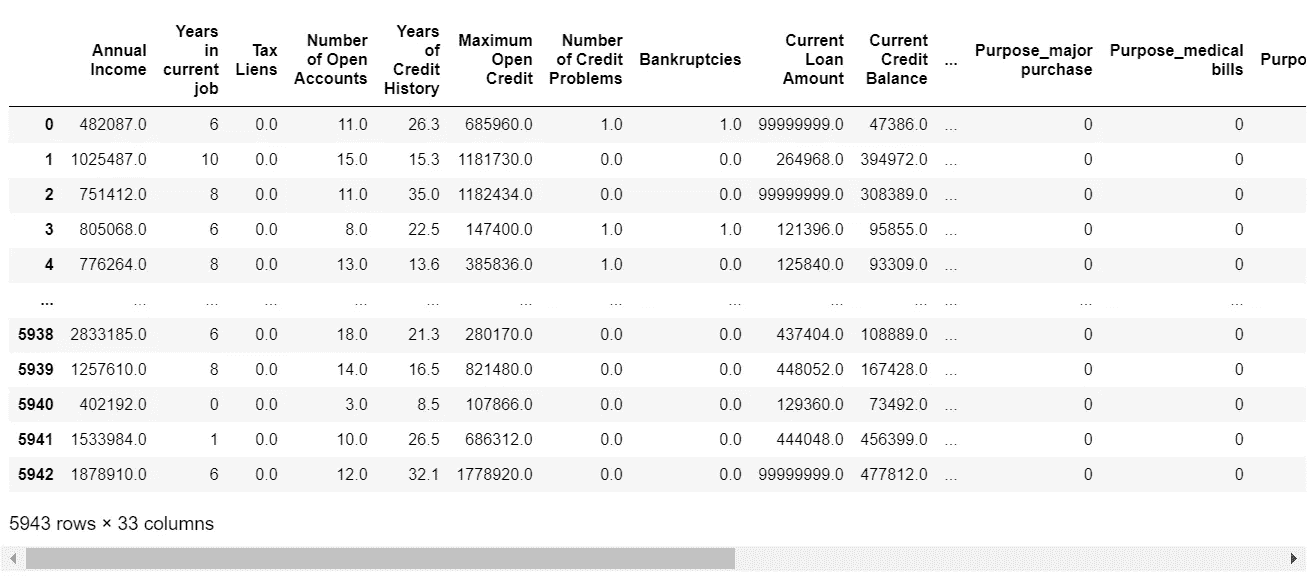 Annual Income Years in current job Tax Liens Number of Open Accounts Years of Credit History Maximum Open Credit Number of Credit Problems Bankruptcies Current Loan Amount Current Credit Balance ... Purpose_major purchase Purpose_medical bills Purpo
0 482087.0 6 0.0 11.0 26.3 685960.0 1.0 1.0 99999999.0 47386.0 ... 0 0
1 1025487.0 10 0.0 15.0 15.3 1181730.0 0.0 0.0 264968.0 394972.0 ... 0 0
2 751412.0 8 0.0 11.0 35.0 1182434.0 0.0 0.0 99999999.0 308389.0 ... 0 0
3 805068.0 6 0.0 8.0 22.5 147400.0 1.0 1.0 121396.0 95855.0 ... 0 0
4 776264.0 8 0.0 13.0 13.6 385836.0 1.0 0.0 125840.0 93309.0 ... 0 0
... ... ... ... ... ... ... ... ... ... ... ... ... ...
5938 2833185.0 6 0.0 18.0 21.3 280170.0 0.0 0.0 437404.0 108889.0 ... 0 0
5939 1257610.0 8 0.0 14.0 16.5 821480.0 0.0 0.0 448052.0 167428.0 ... 0 0
5940 402192.0 0 0.0 3.0 8.5 107866.0 0.0 0.0 129360.0 73492.0 ... 0 0
5941 1533984.0 1 0.0 10.0 26.5 686312.0 0.0 0.0 444048.0 456399.0 ... 0 0
5942 1878910.0 6 0.0 12.0 32.1 1778920.0 0.0 0.0 99999999.0 477812.0 ... 0 0
5943 rows × 33 columns